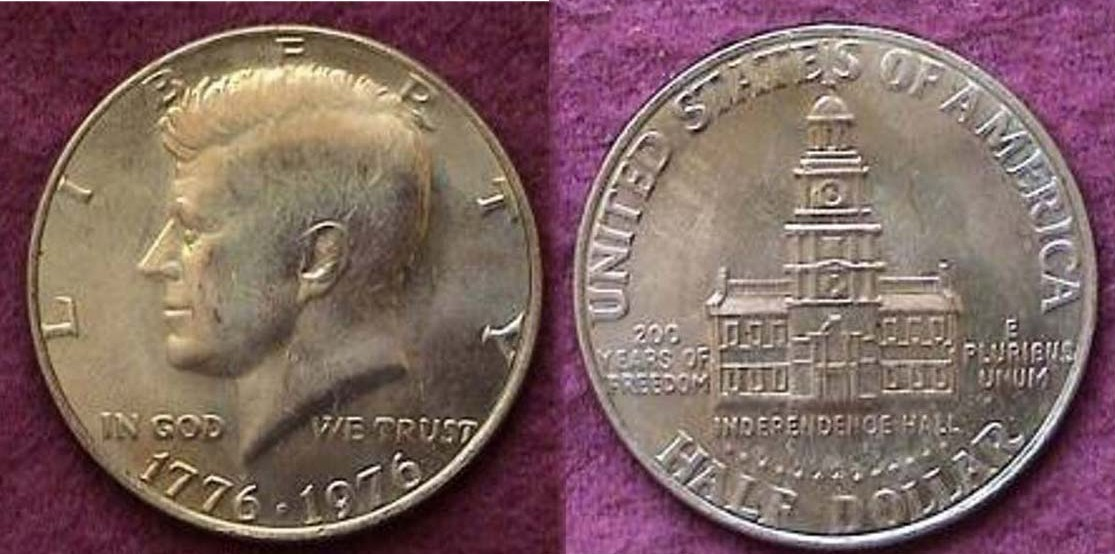 LIBERTY
IN GOD WE TRUST
1776 · 1976
UNITED STATES OF AMERICA
200
YEARS OF
FREEDOM
E
PLURIBUS
UNUM
INDEPENDENCE HALL
HALF DOLLAR